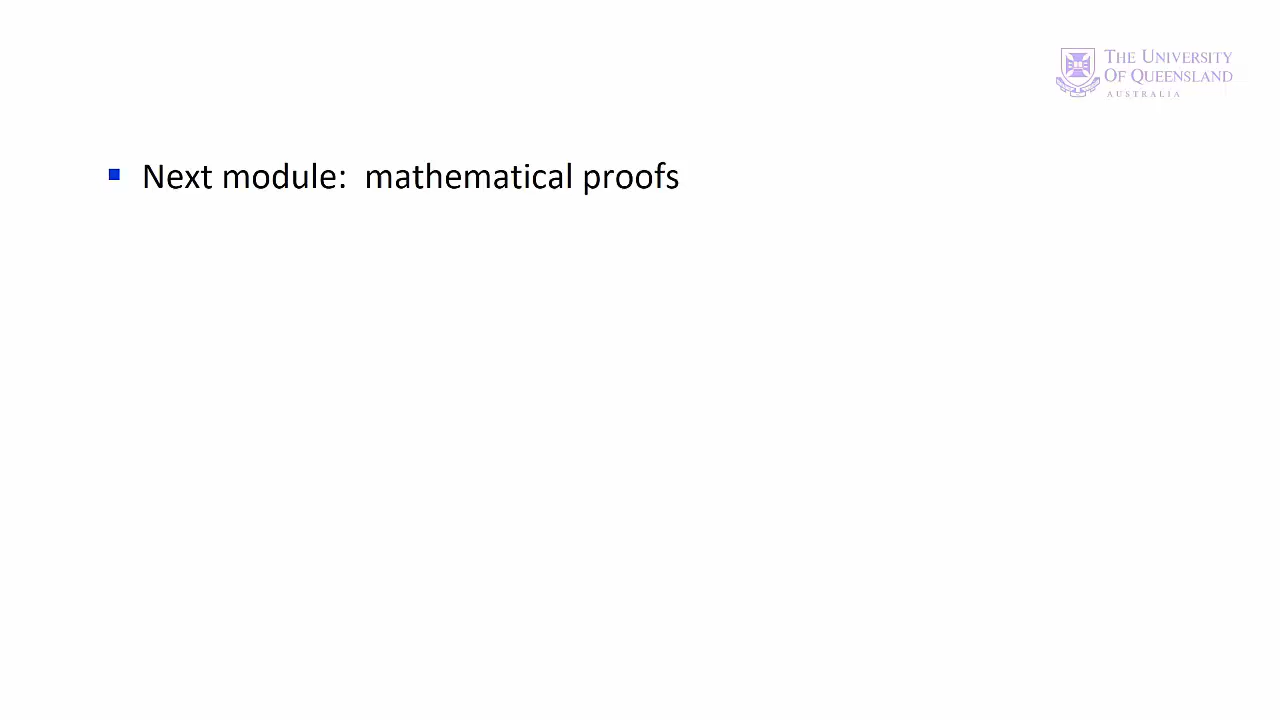 THE UNIVERSITY
OF QUEENSLAND
AUSTRALIA
Next module: mathematical proofs